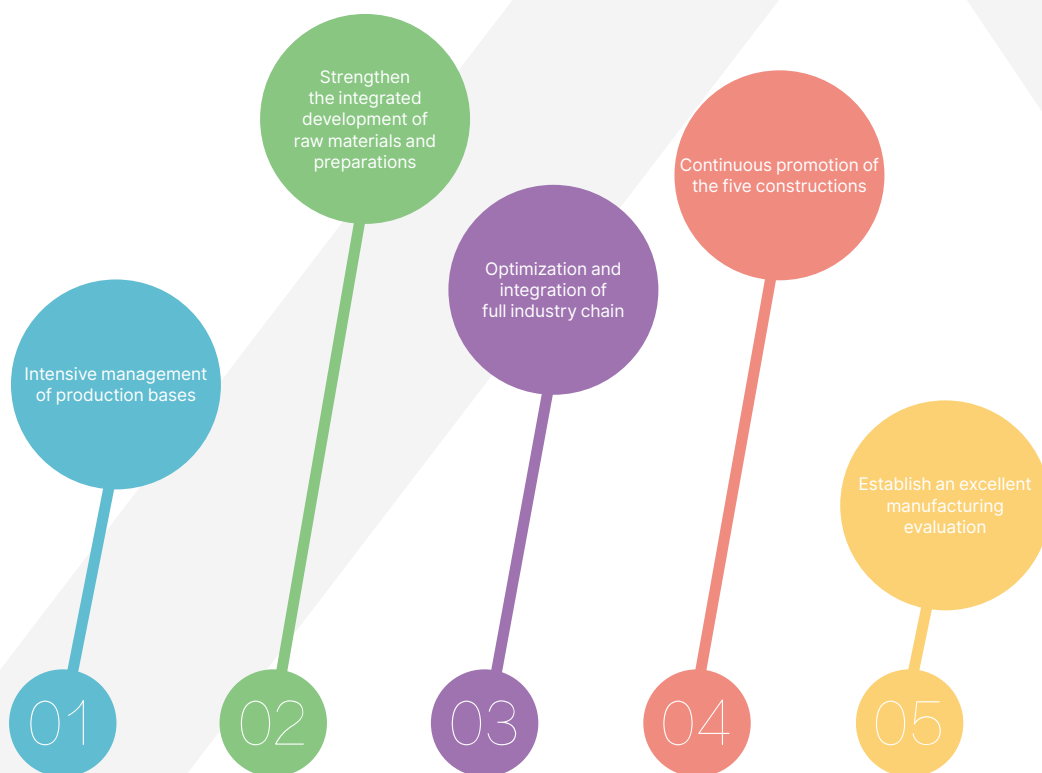 Intensive management
of production bases
01
Strengthen
the integrated
development of
raw materials and
preparations
02
Optimization and
integration of
full industry chain
03
Continuous promotion of
the five constructions
04
Establish an excellent
manufacturing
evaluation
05